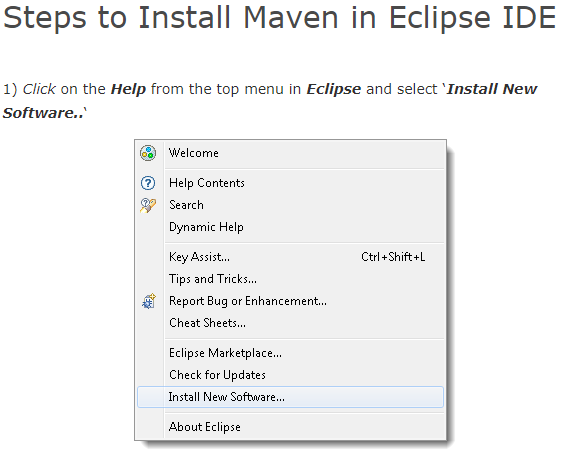 Steps to Install Maven in Eclipse IDE
1) Click on the Help from the top menu in Eclipse and select ‘Install New
Software..‘
Welcome
Help Contents
Search
Dynamic Help
Key Assist... Ctrl+Shift+L
Tips and Tricks...
Report Bug or Enhancement...
Cheat Sheets...
Eclipse Marketplace...
Check for Updates
Install New Software...
About Eclipse